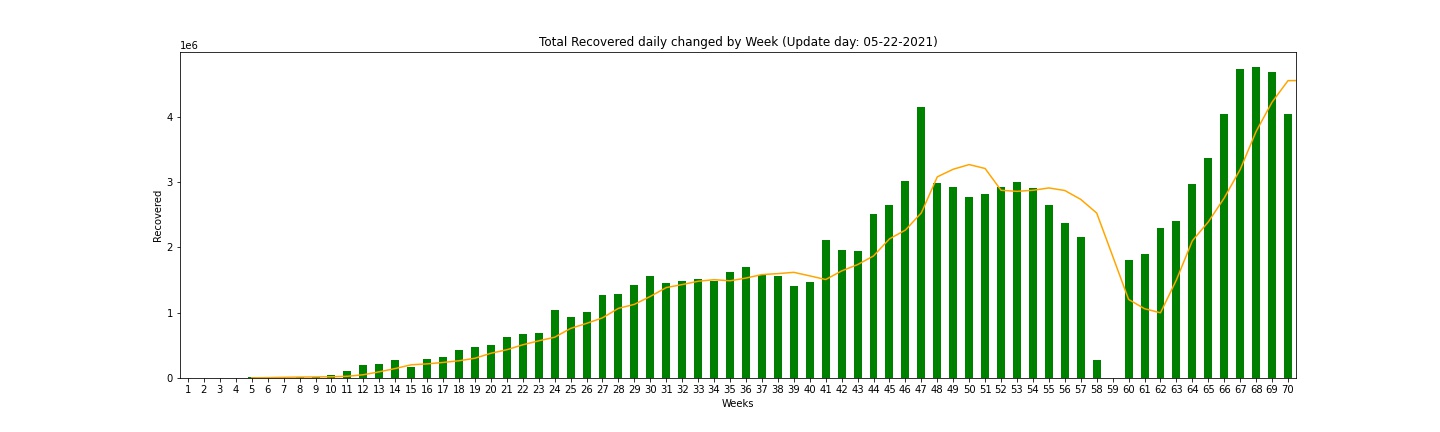 Total Recovered daily changed by Week (Update day: 05-22-2021)
1e6
4
3
2
1
0
Recovered
1 2 3 4 5 6 7 8 9 10 11 12 13 14 15 16 17 18 19 20 21 22 23 24 25 26 27 28 29 30 31 32 33 34 35 36 37 38 39 40 41 42 43 44 45 46 47 48 49 50 51 52 53 54 55 56 57 58 59 60 61 62 63 64 65 66 67 68 69 70
Weeks